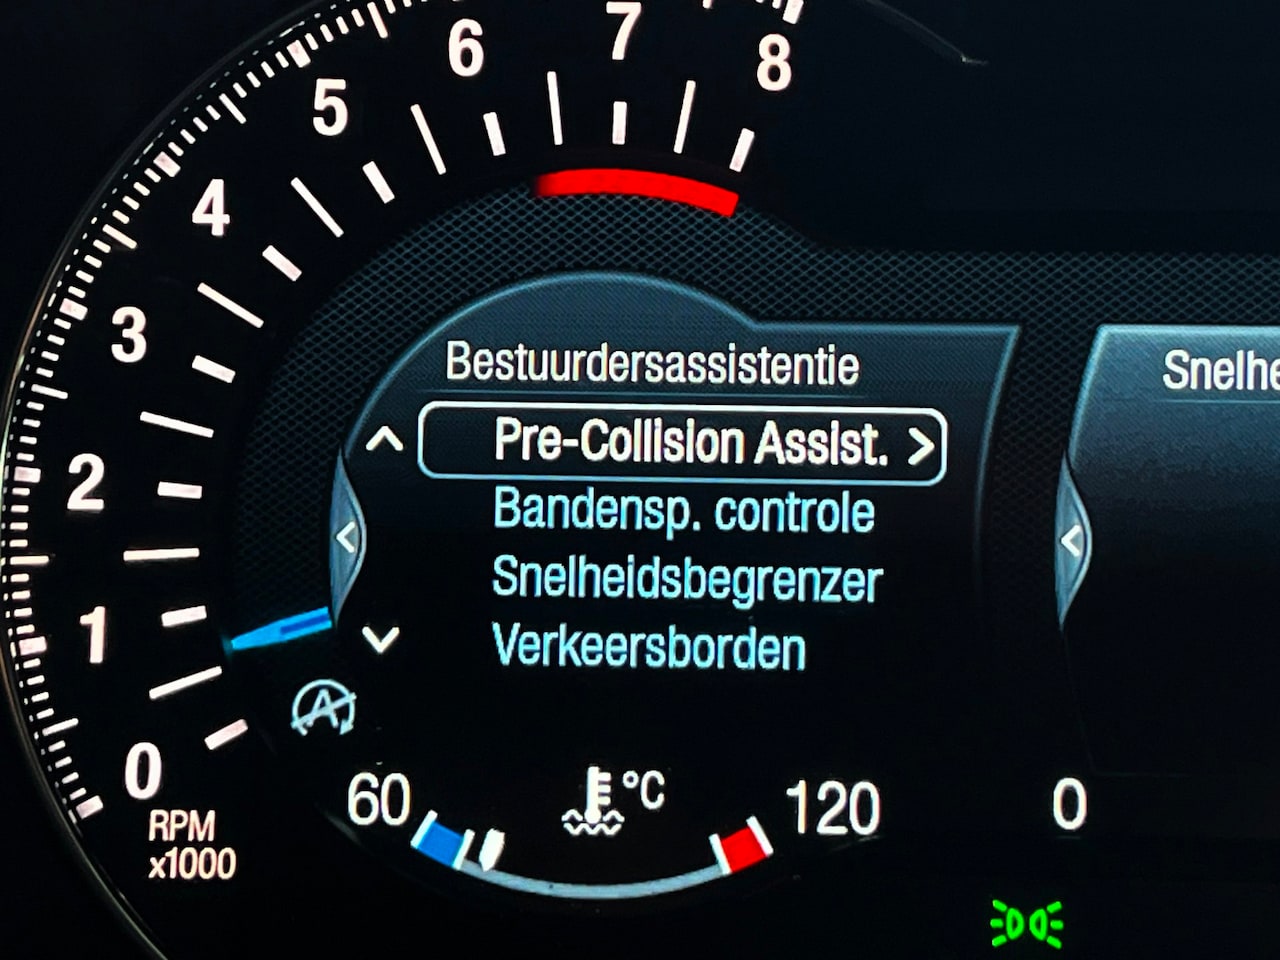 8
7
6
5
4
3
2
1
0
RPM
x1000
Bestuurdersassistentie
Pre-Collision Assist. >
Bandensp. controle
Snelheidsbegrenzer
Verkeersborden
A
60
°C
120
Snelhe
0